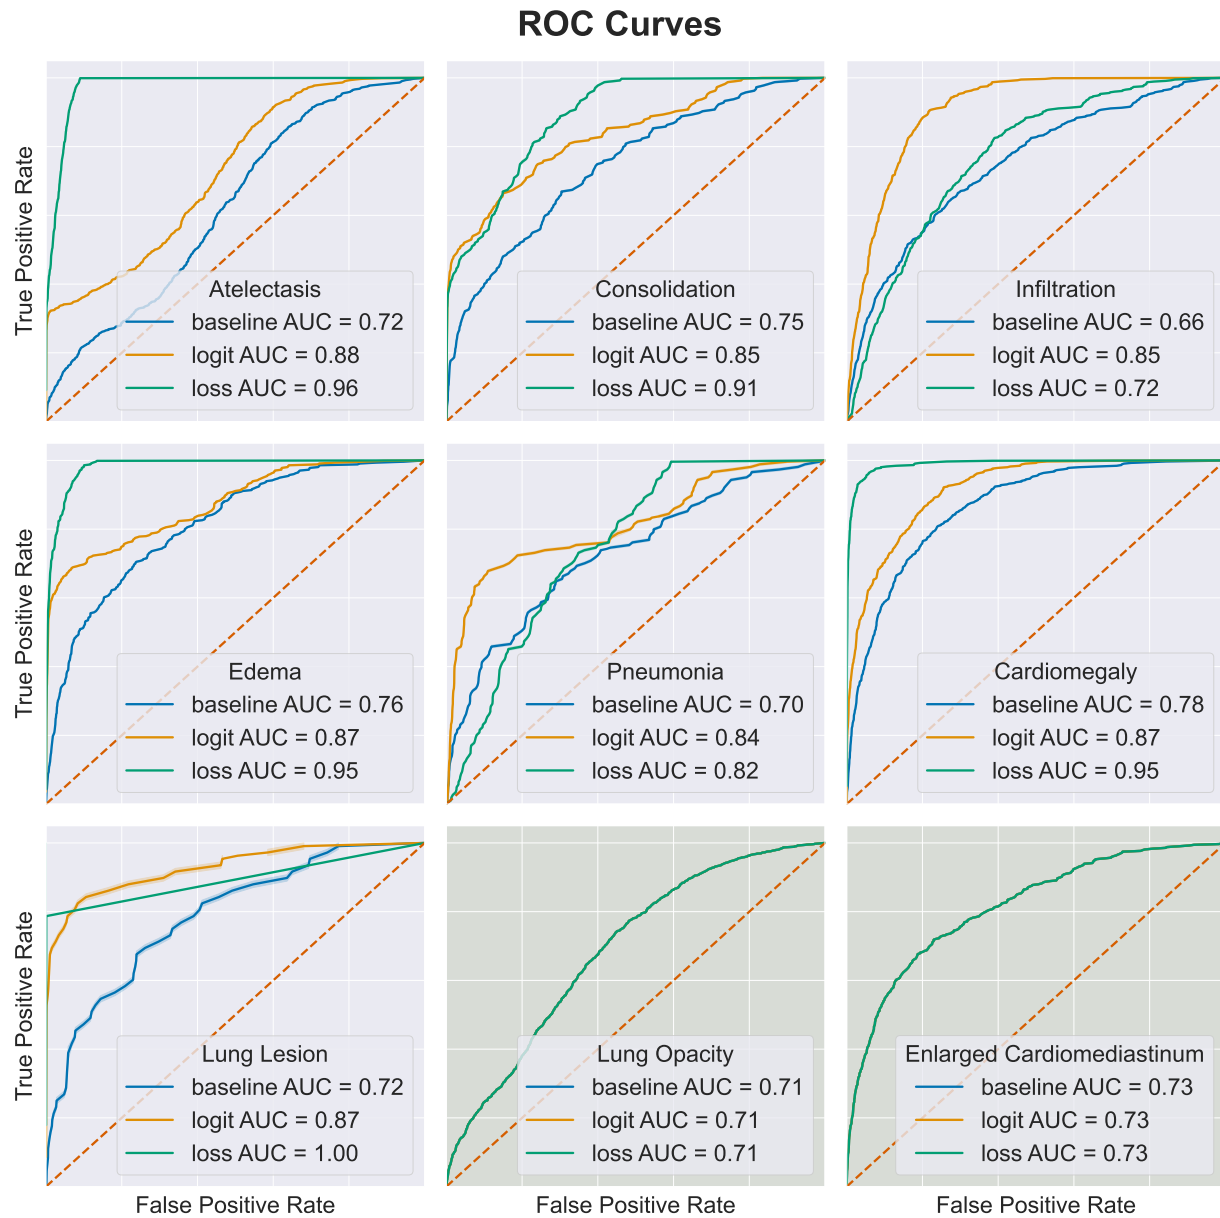 ROC Curves
True Positive Rate
Atelectasis
baseline AUC = 0.72
logit AUC = 0.88
loss AUC = 0.96
Consolidation
baseline AUC = 0.75
logit AUC = 0.85
loss AUC = 0.91
Infiltration
baseline AUC = 0.66
logit AUC = 0.85
loss AUC = 0.72
True Positive Rate
Edema
baseline AUC = 0.76
logit AUC = 0.87
loss AUC = 0.95
Pneumonia
baseline AUC = 0.70
logit AUC = 0.84
loss AUC = 0.82
Cardiomegaly
baseline AUC = 0.78
logit AUC = 0.87
loss AUC = 0.95
True Positive Rate
Lung Lesion
baseline AUC = 0.72
logit AUC = 0.87
loss AUC = 1.00
Lung Opacity
baseline AUC = 0.71
logit AUC = 0.71
loss AUC = 0.71
Enlarged Cardiomediastinum
baseline AUC = 0.73
logit AUC = 0.73
loss AUC = 0.73
False Positive Rate
False Positive Rate
False Positive Rate